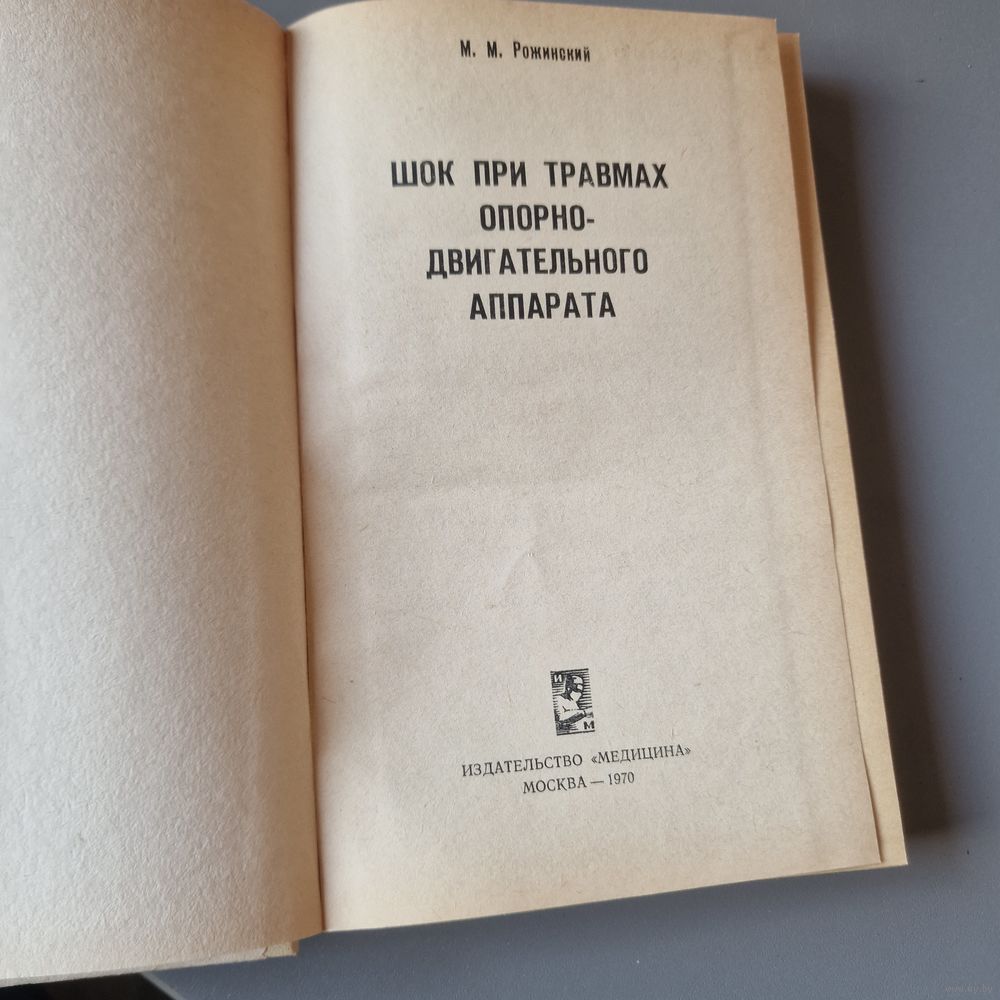 М. М. Рожинский
ШОК ПРИ ТРАВМАХ
ОПОРНО-
ДВИГАТЕЛЬНОГО
АППАРАТА
И
М
ИЗДАТЕЛЬСТВО «МЕДИЦИНА»
МОСКВА — 1970